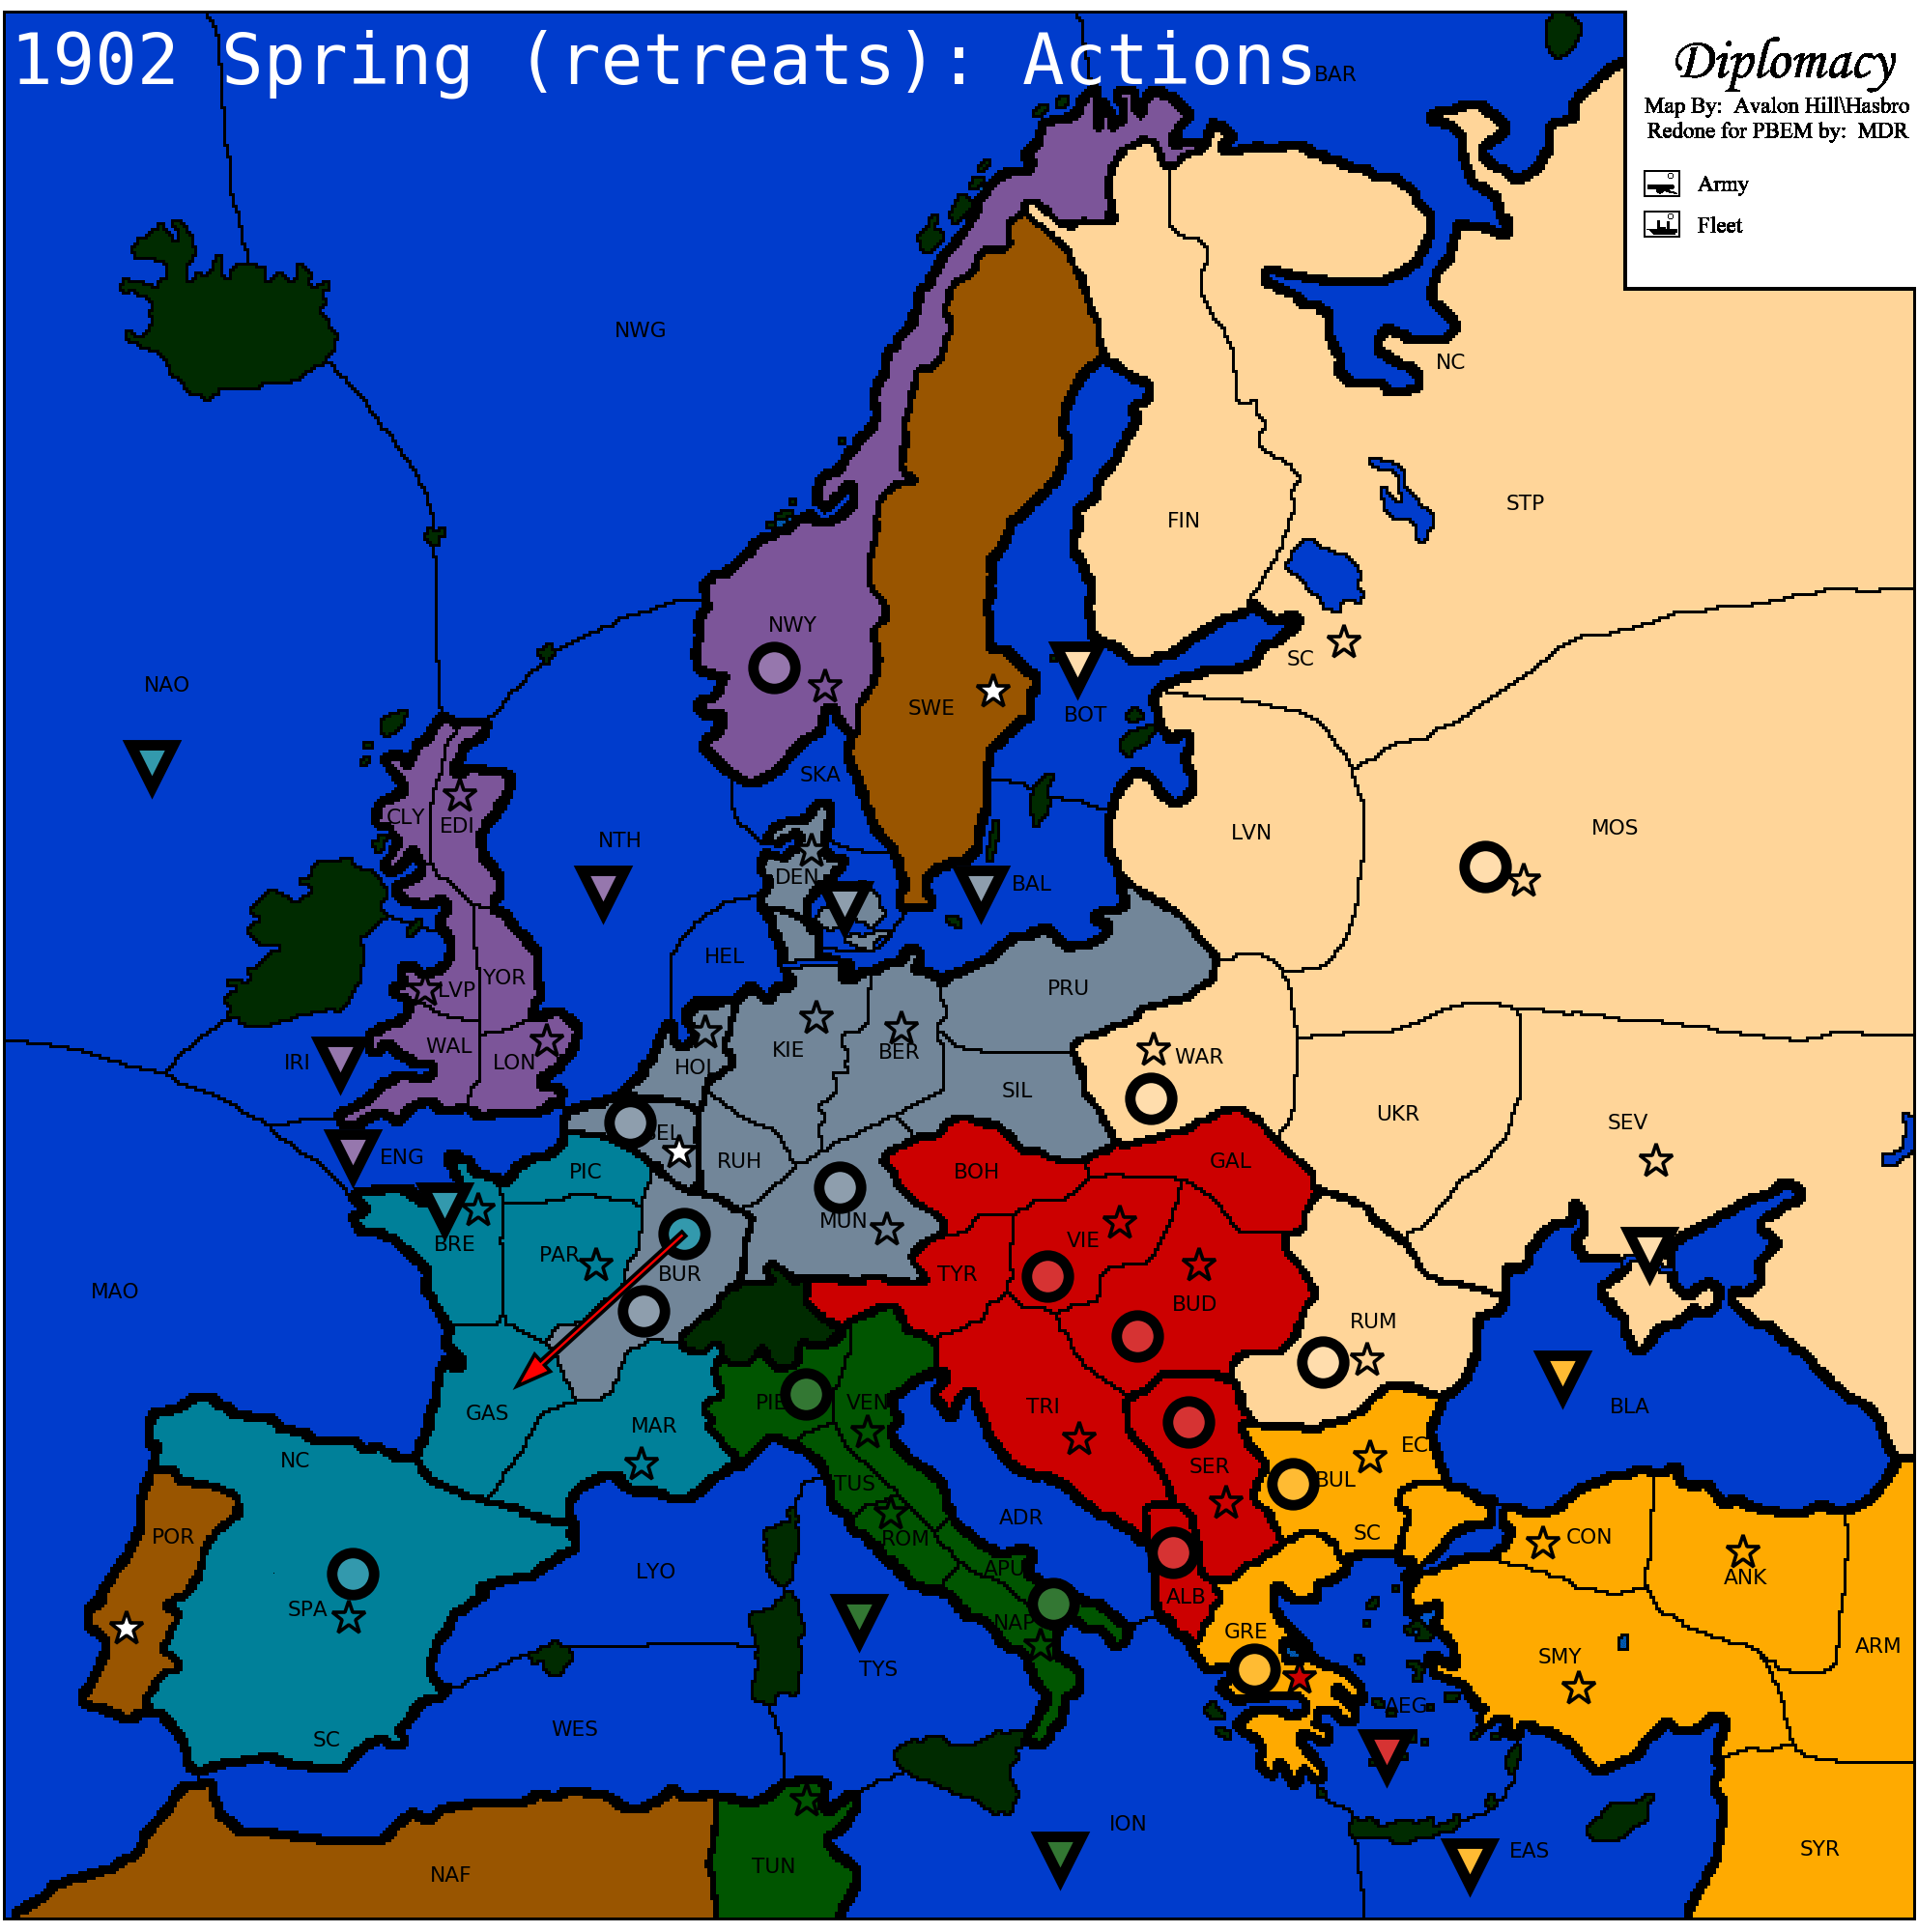 1902 Spring (retreats): Actions
BAR
Diplomacy
Map By: Avalon Hill\Hasbro
Redone for PBEM by: MDR
Army
Fleet
NWG
NC
STP
FIN
NWY
SC
NAO
SWE
BOT
SKA
CLY
EDI
NTH
LVN
MOS
DEN
BAL
HEL
YOR
LVP
PRU
IRI
WAL
LON
HOL
KIE
BER
SIL
WAR
UKR
SEV
ENG
PIC
RUH
BOH
GAL
BRE
PAR
BUR
MUN
TYR
VIE
BUD
MAO
RUM
GAS
MAR
PIE
VEN
TRI
BLA
NC
TUS
SER
BUL
EC
POR
ROM
ADR
SC
CON
ANK
LYO
APU
ALB
SPA
NAP
GRE
SMY
ARM
TYS
AEG
SC
WES
ION
EAS
SYR
NAF
TUN